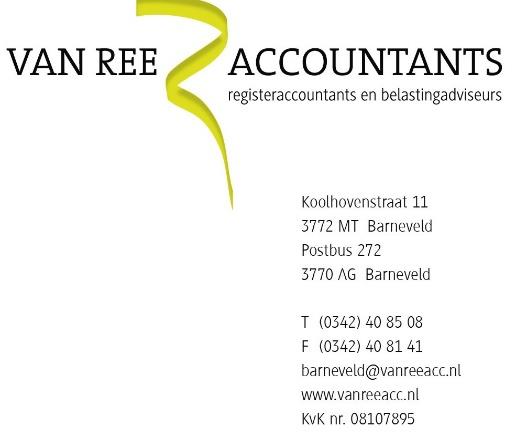 VAN REE ACCOUNTANTS
registeraccountants en belastingadviseurs
Koolhovenstraat 11
3772 MT Barneveld
Postbus 272
3770 AG Barneveld
T (0342) 40 85 08
F (0342) 40 81 41
barneveld@vanreeacc.nl
www.vanreeacc.nl
KvK nr. 08107895